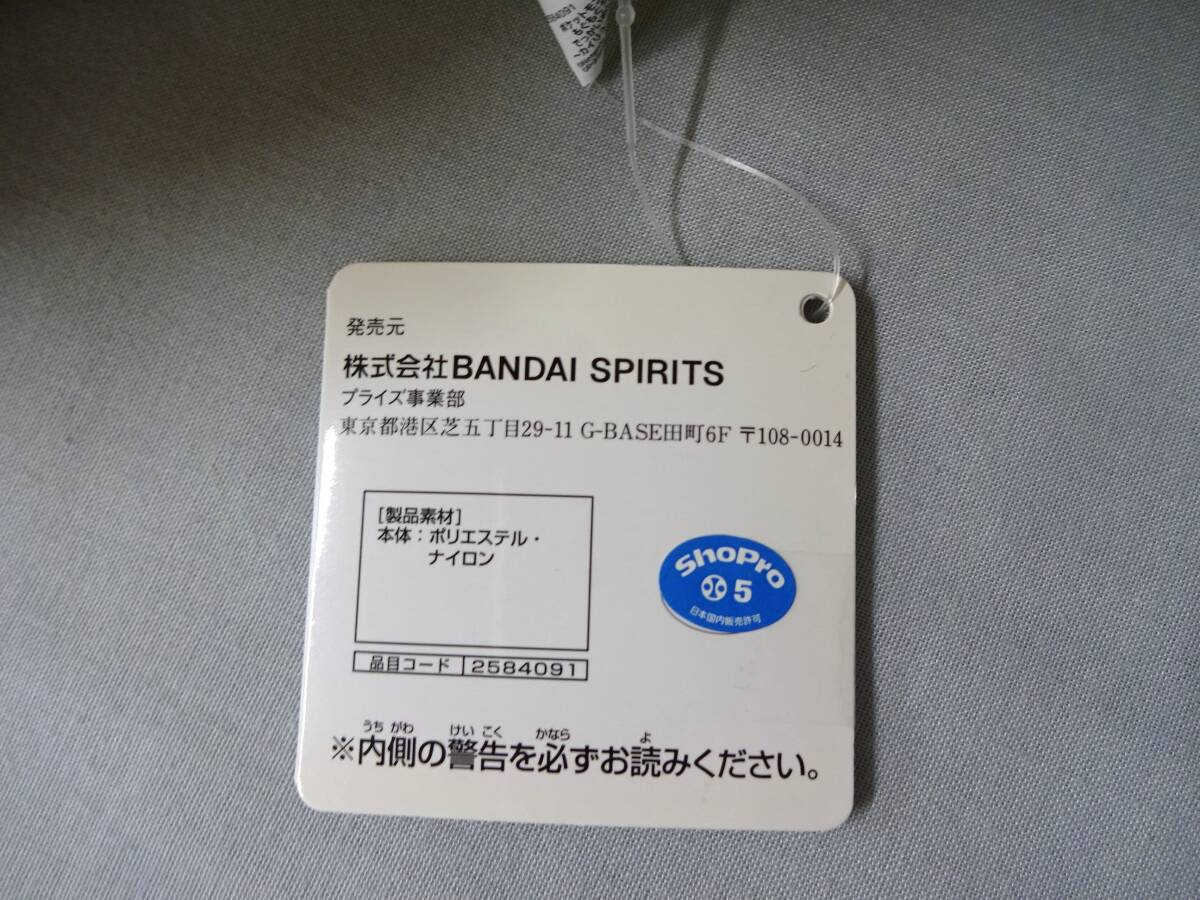 584091
発売元
株式会社BANDAI SPIRITS
プライズ事業部
東京都港区芝五丁目29-11 G-BASE田町6F 〒108-0014
[製品素材]
本体：ポリエステル・
ナイロン
ShoPro
5
日本国内販売許可
品目コード 2584091
うち がわ けい こく かなら よ
※内側の警告を必ずお読みください。